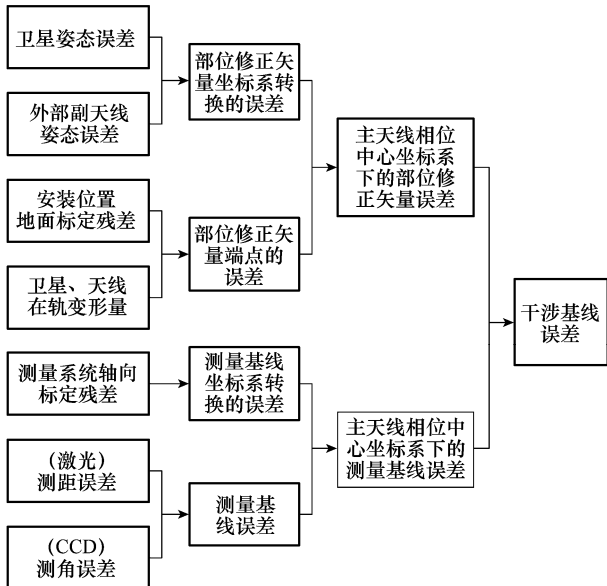 卫星姿态误差
外部副天线
姿态误差
安装位置
地面标定残差
卫星、天线
在轨变形量
测量系统轴向
标定残差
(激光)
测距误差
(CCD)
测角误差
部位修正矢
量坐标系转
换的误差
部位修正矢
量端点的
误差
测量基线
坐标系转
换的误差
测量基
线误差
主天线相位
中心坐标系
下的部位修
正矢量误差
主天线相位中
心坐标系下的
测量基线误差
干涉基线
误差